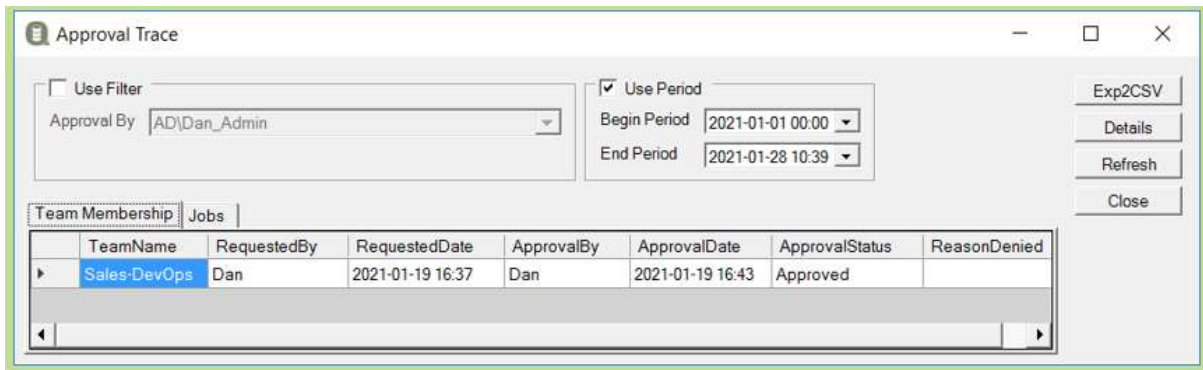 Approval Trace
Use Filter
Approval By AD\Dan_Admin
Use Period
Begin Period 2021-01-01 00:00
End Period 2021-01-28 10:39
Exp2CSV
Details
Refresh
Close
Team Membership Jobs
TeamName RequestedBy RequestedDate ApprovalBy ApprovalDate ApprovalStatus ReasonDenied
Sales-DevOps Dan 2021-01-19 16:37 Dan 2021-01-19 16:43 Approved